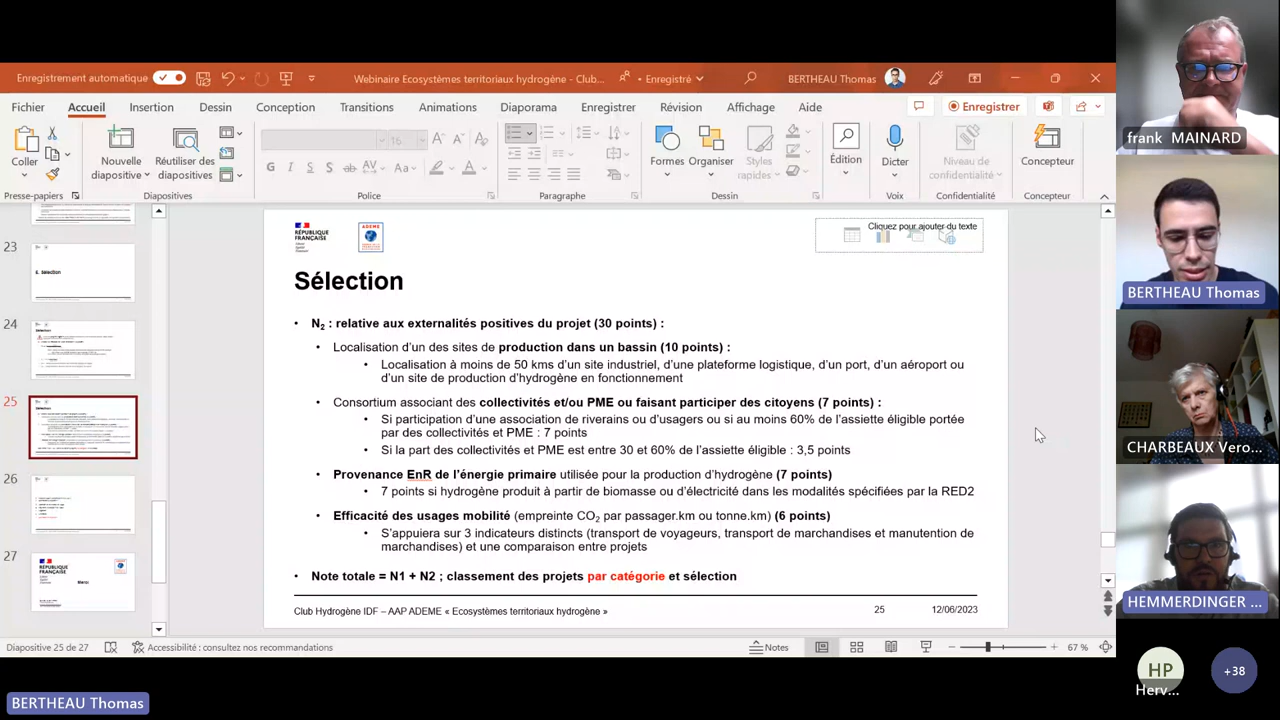 Enregistrement automatique
Webinaire Ecosystèmes territoriaux hydrogène - Club...
• Enregistré
BERTHEAU Thomas
Fichier
Accueil
Insertion
Dessin
Conception
Transitions
Animations
Diaporama
Enregistrer
Révision
Affichage
Aide
Enregistrer
Coller
Nouvelle diapositive
Réutiliser des diapositives
16
Formes
Organiser
Styles rapides
Édition
Dicter
Niveau de confidentialité
Concepteur
Presse-papiers
Diapositives
Police
Paragraphe
Dessin
Voix
Confidentialité
Concepteur
23
24
25
26
27
RÉPUBLIQUE
FRANÇAISE
ADEME
Cliquez pour ajouter du texte
Sélection
• N2 : relative aux externalités positives du projet (30 points) :
• Localisation d'un des sites de production dans un bassin (10 points) :
• Localisation à moins de 50 kms d'un site industriel, d'une plateforme logistique, d'un port, d'un aéroport ou
d'un site de production d'hydrogène en fonctionnement
• Consortium associant des collectivités et/ou PME ou faisant participer des citoyens (7 points) :
• Si participation d'une association de riverains ou d'usagers ou si au moins 60% de l'assiette éligible portée
par des collectivités et PME : 7 points
• Si la part des collectivités et PME est entre 30 et 60% de l'assiette éligible : 3,5 points
• Provenance EnR de l'énergie primaire utilisée pour la production d'hydrogène (7 points)
• 7 points si hydrogène produit à partir de biomasse ou d'électricité dans les modalités spécifiées par la RED2
• Efficacité des usages mobilité (empreinte CO2 par passager.km ou tonne.km) (6 points)
• S'appuiera sur 3 indicateurs distincts (transport de voyageurs, transport de marchandises et manutention de
marchandises) et une comparaison entre projets
• Note totale = N1 + N2 ; classement des projets par catégorie et sélection
Club Hydrogène IDF – AAP ADEME « Ecosystèmes territoriaux hydrogène »
25
12/06/2023
Diapositive 25 de 27
Accessibilité : consultez nos recommandations
Notes
67 %
BERTHEAU Thomas
frank MAINARD
BERTHEAU Thomas
CHARBEAUX Vero...
HEMMERDINGER ...
HP
Herv...
+38